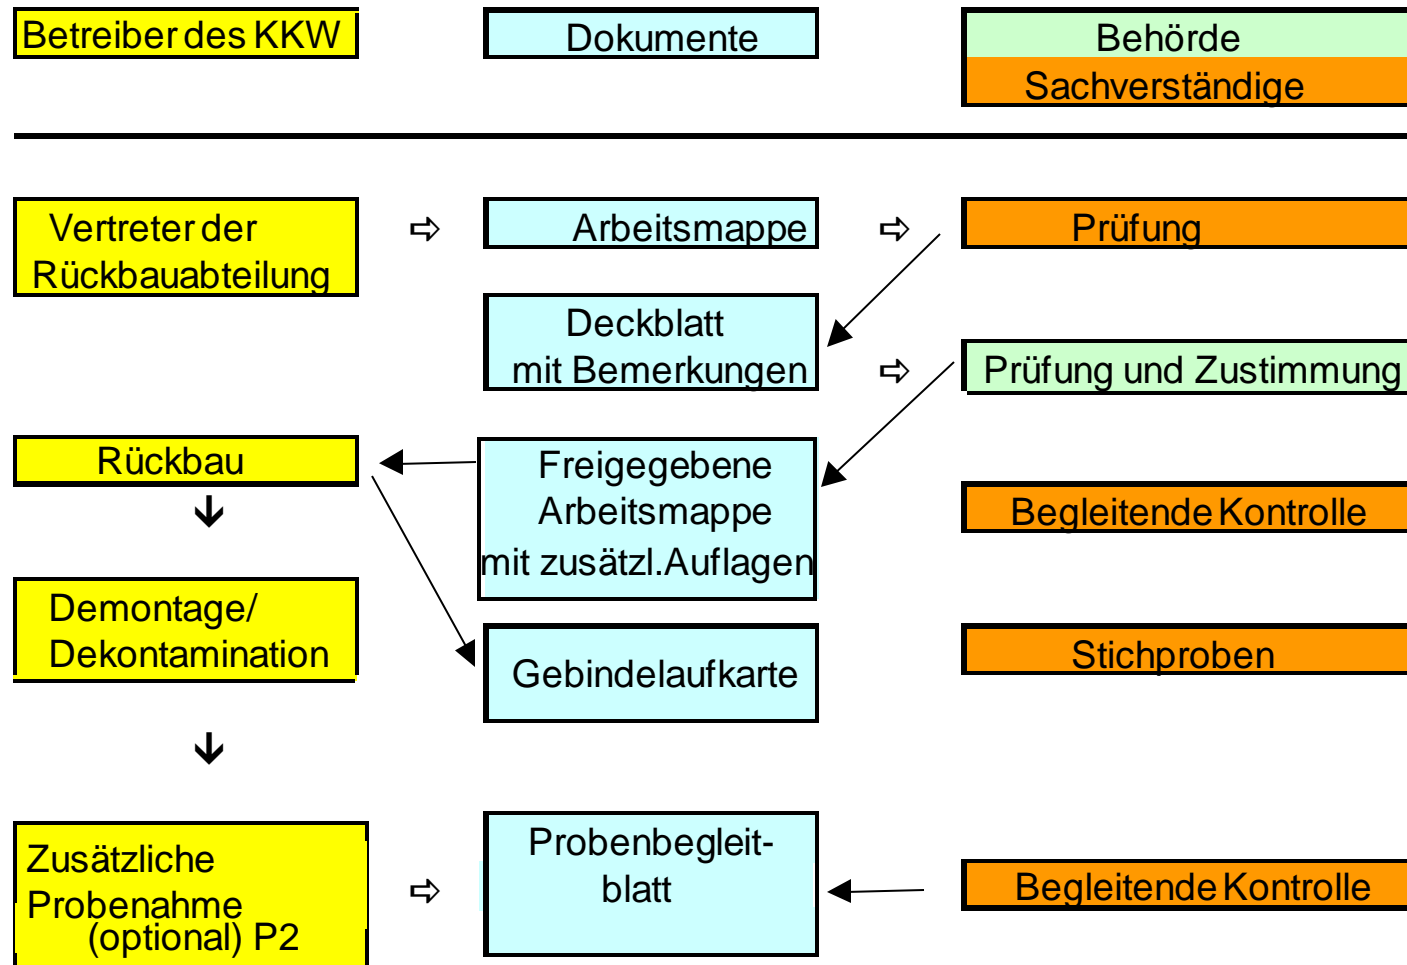 Betreiber des KKW
Dokumente
Behörde
Sachverständige
Vertreter der
Rückbauabteilung
Arbeitsmappe
Prüfung
Deckblatt
mit Bemerkungen
Prüfung und Zustimmung
Rückbau
Freigegebene
Arbeitsmappe
mit zusätzl.Auflagen
Begleitende Kontrolle
Demontage/
Dekontamination
Gebindelaufkarte
Stichproben
Zusätzliche
Probenahme
(optional) P2
Probenbegleit-
blatt
Begleitende Kontrolle